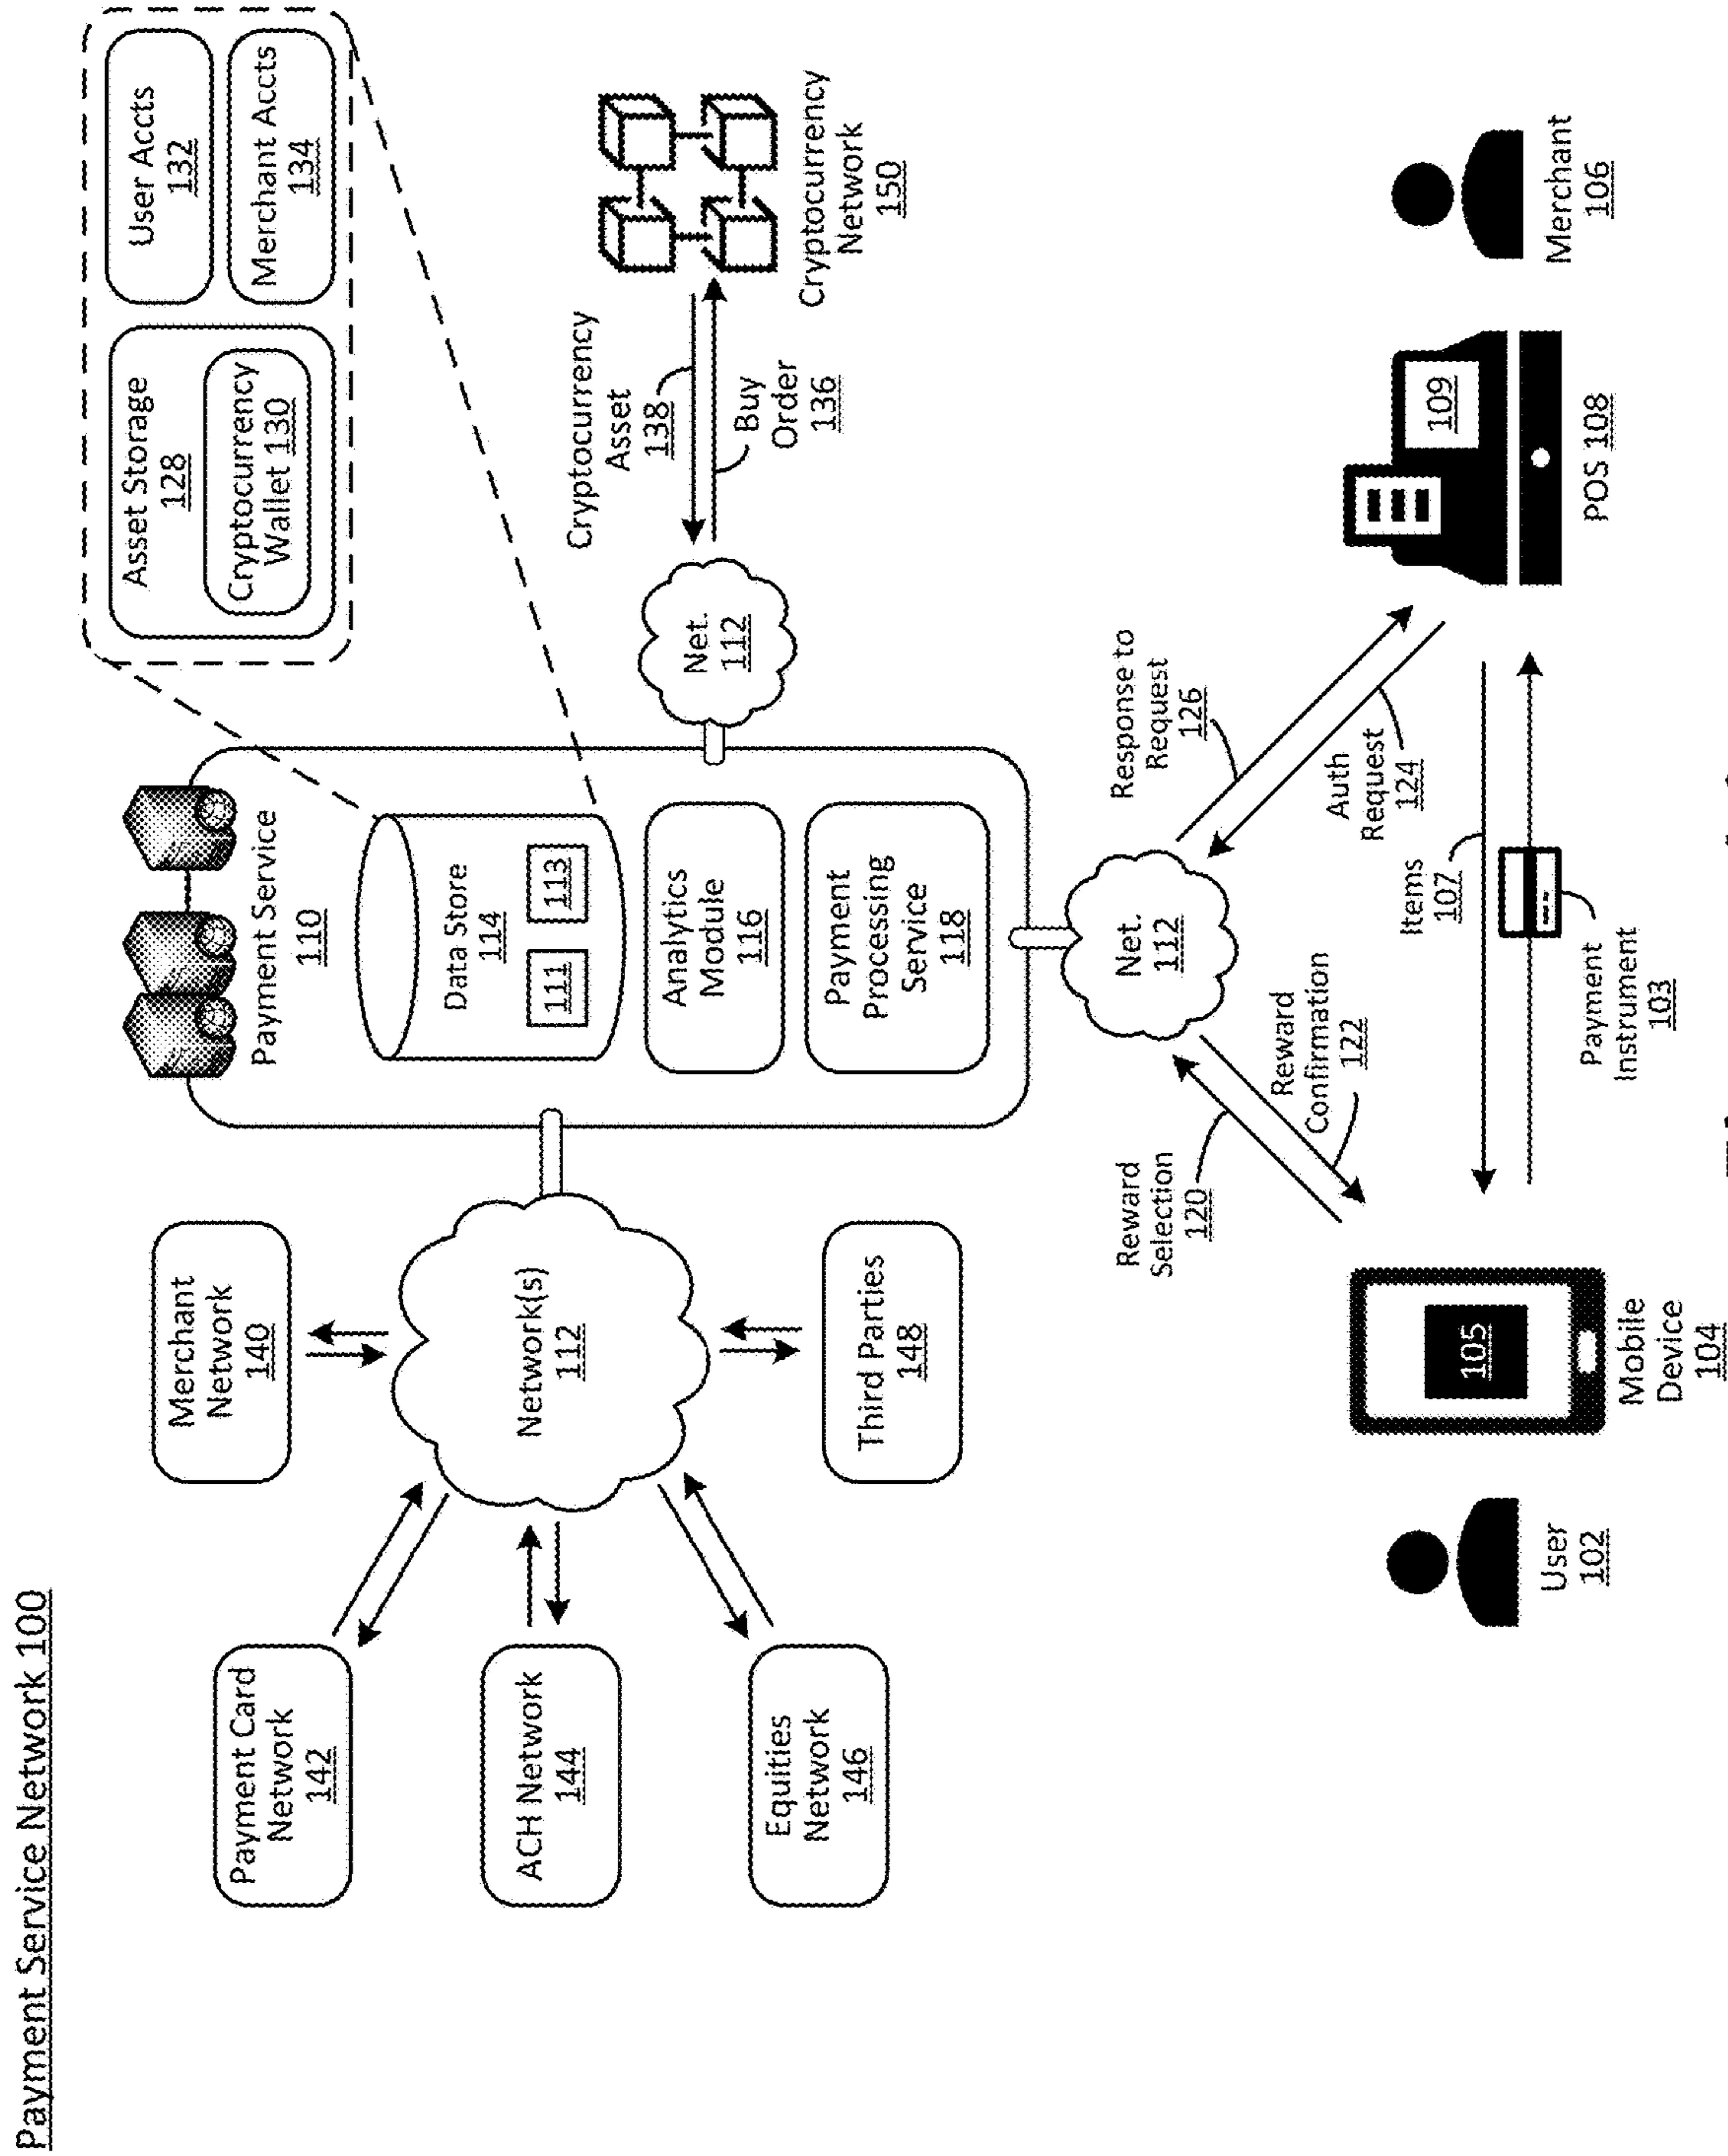 Payment Service Network 100
Payment Card
Network
142
ACH Network
144
Equities
Network
146
Merchant
Network
140
Network(s)
112
Third Parties
148
Payment Service
110
Data Store
114
111
113
Analytics
Module
116
Payment
Processing
Service
118
Asset Storage
128
Cryptocurrency
Wallet 130
User Accts
132
Merchant Accts
134
Net.
112
Cryptocurrency
Asset
138
Buy
Order
136
Cryptocurrency
Network
150
Net.
112
Reward
Selection
120
Reward
Confirmation
122
Response to
Request
126
Auth
Request
124
Items
107
Payment
Instrument
103
User
102
105
Mobile
Device
104
109
POS 108
Merchant
106